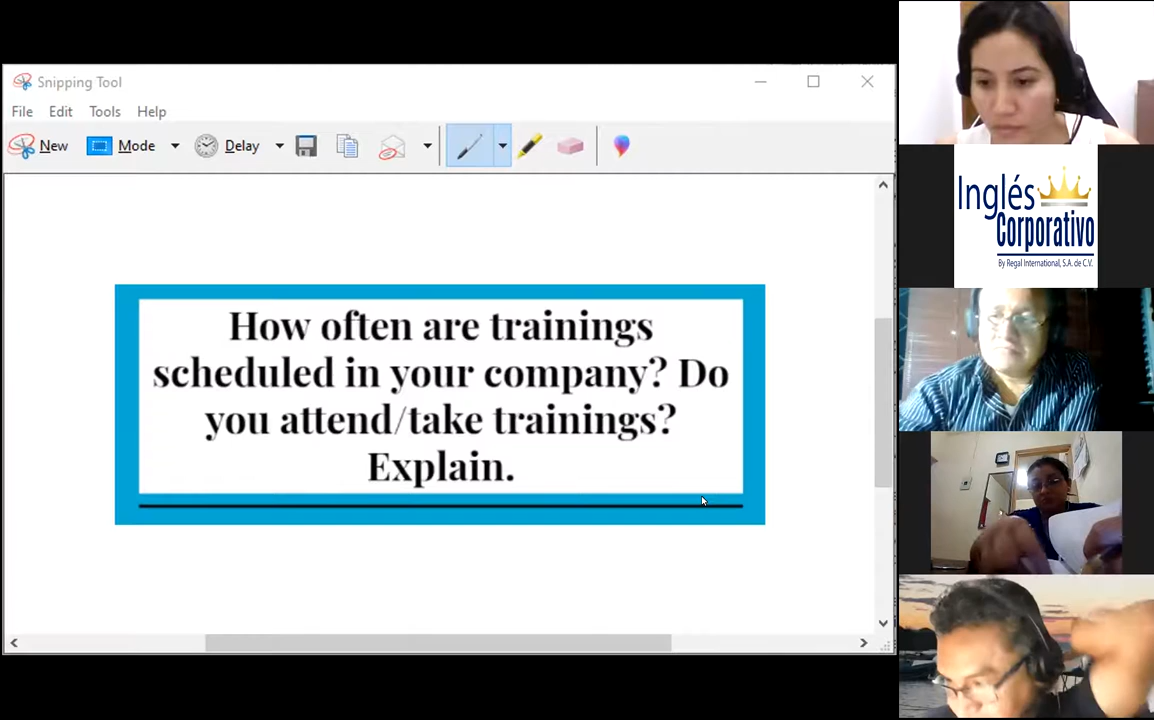 Snipping Tool
File Edit Tools Help
New Mode Delay
How often are trainings
scheduled in your company? Do
you attend/take trainings?
Explain.
Inglés
Corporativo
By Regal International, S.A. de C.V.